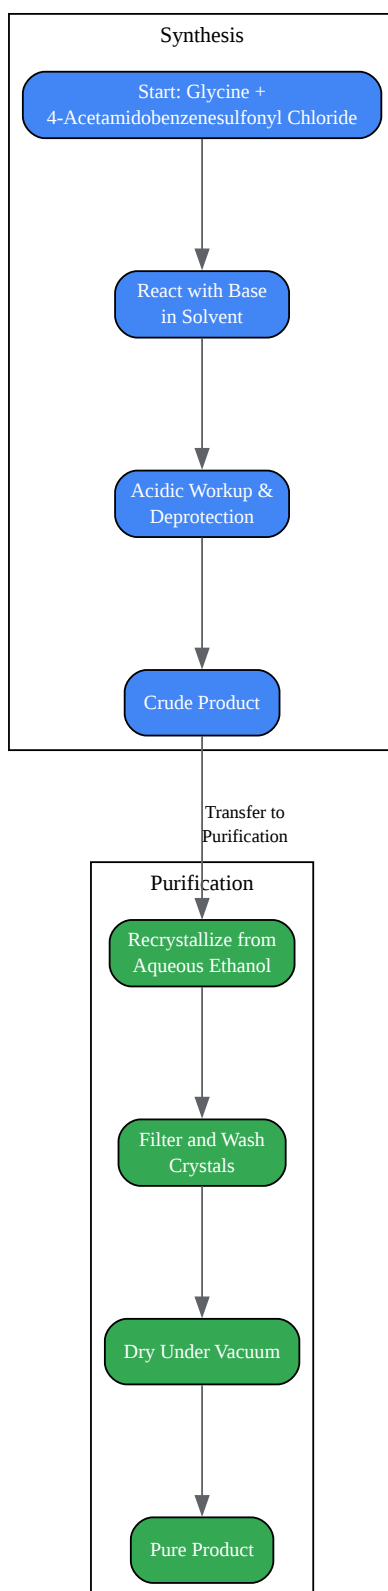 Synthesis
Start: Glycine +
4-Acetamidobenzenesulfonyl Chloride
React with Base
in Solvent
Acidic Workup &
Deprotection
Crude Product
Transfer to
Purification
Purification
Recrystallize from
Aqueous Ethanol
Filter and Wash
Crystals
Dry Under Vacuum
Pure Product